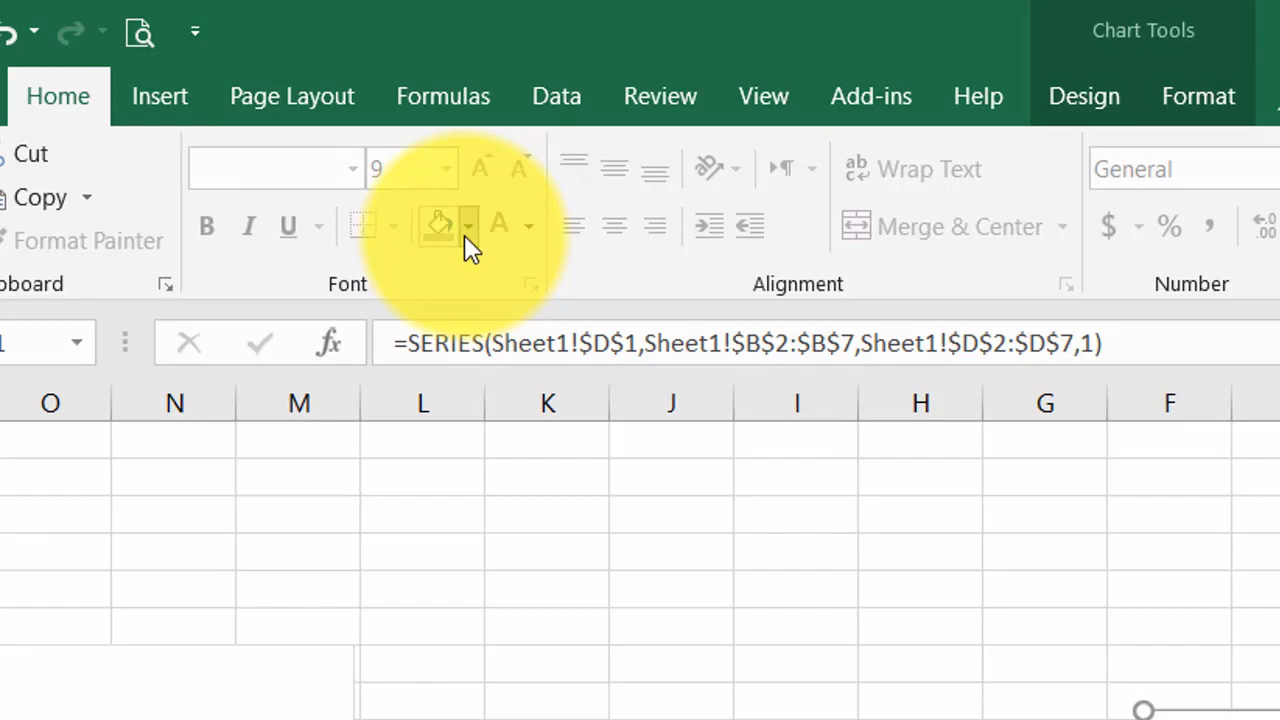 Chart Tools
Home Insert Page Layout Formulas Data Review View Add-ins Help Design Format
Cut
9 A A ab Wrap Text General
Copy
B I U A Merge & Center $ % , .00
Format Painter
Font Alignment Number
fx =SERIES(Sheet1!$D$1,Sheet1!$B$2:$B$7,Sheet1!$D$2:$D$7,1)
O N M L K J I H G F